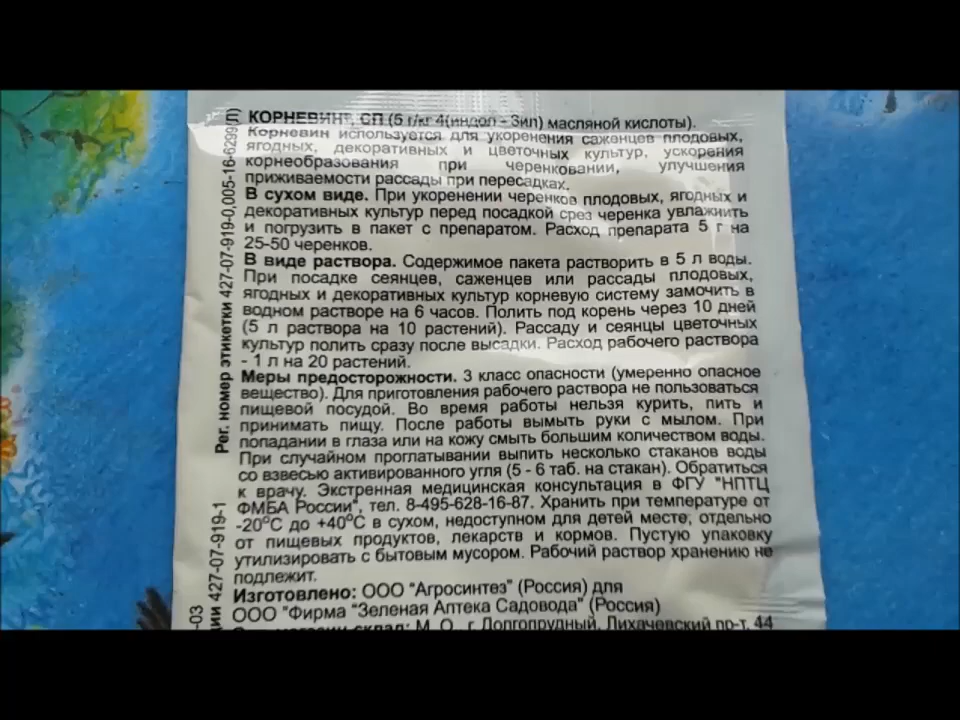 КОРНЕВИН®, СП (5 г/кг 4(индол - 3ил) масляной кислоты).
Корневин используется для укоренения саженцев плодовых,
ягодных, декоративных и цветочных культур, ускорения
корнеобразования при черенковании, улучшения
приживаемости рассады при пересадках.
В сухом виде. При укоренении черенков плодовых, ягодных и
декоративных культур перед посадкой срез черенка увлажнить
и погрузить в пакет с препаратом. Расход препарата 5 г на
25-50 черенков.
В виде раствора. Содержимое пакета растворить в 5 л воды.
При посадке сеянцев, саженцев или рассады плодовых,
ягодных и декоративных культур корневую систему замочить в
водном растворе на 6 часов. Полить под корень через 10 дней
(5 л раствора на 10 растений). Рассаду и сеянцы цветочных
культур полить сразу после высадки. Расход рабочего раствора
- 1 л на 20 растений.
Меры предосторожности. 3 класс опасности (умеренно опасное
вещество). Для приготовления рабочего раствора не пользоваться
пищевой посудой. Во время работы нельзя курить, пить и
принимать пищу. После работы вымыть руки с мылом. При
попадании в глаза или на кожу смыть большим количеством воды.
При случайном проглатывании выпить несколько стаканов воды
со взвесью активированного угля (5 - 6 таб. на стакан). Обратиться
к врачу. Экстренная медицинская консультация в ФГУ "НПТЦ
ФМБА России", тел. 8-495-628-16-87. Хранить при температуре от
-20°С до +40°С в сухом, недоступном для детей месте, отдельно
от пищевых продуктов, лекарств и кормов. Пустую упаковку
утилизировать с бытовым мусором. Рабочий раствор хранению не
подлежит.
Изготовлено: ООО "Агросинтез" (Россия) для
ООО "Фирма "Зеленая Аптека Садовода" (Россия)
М. О., г. Долгопрудный, Лихачевский пр-т, 44
Рег. номер этикетки 427-07-919-0,005-16-6299(Л)
427-07-919-1
-03